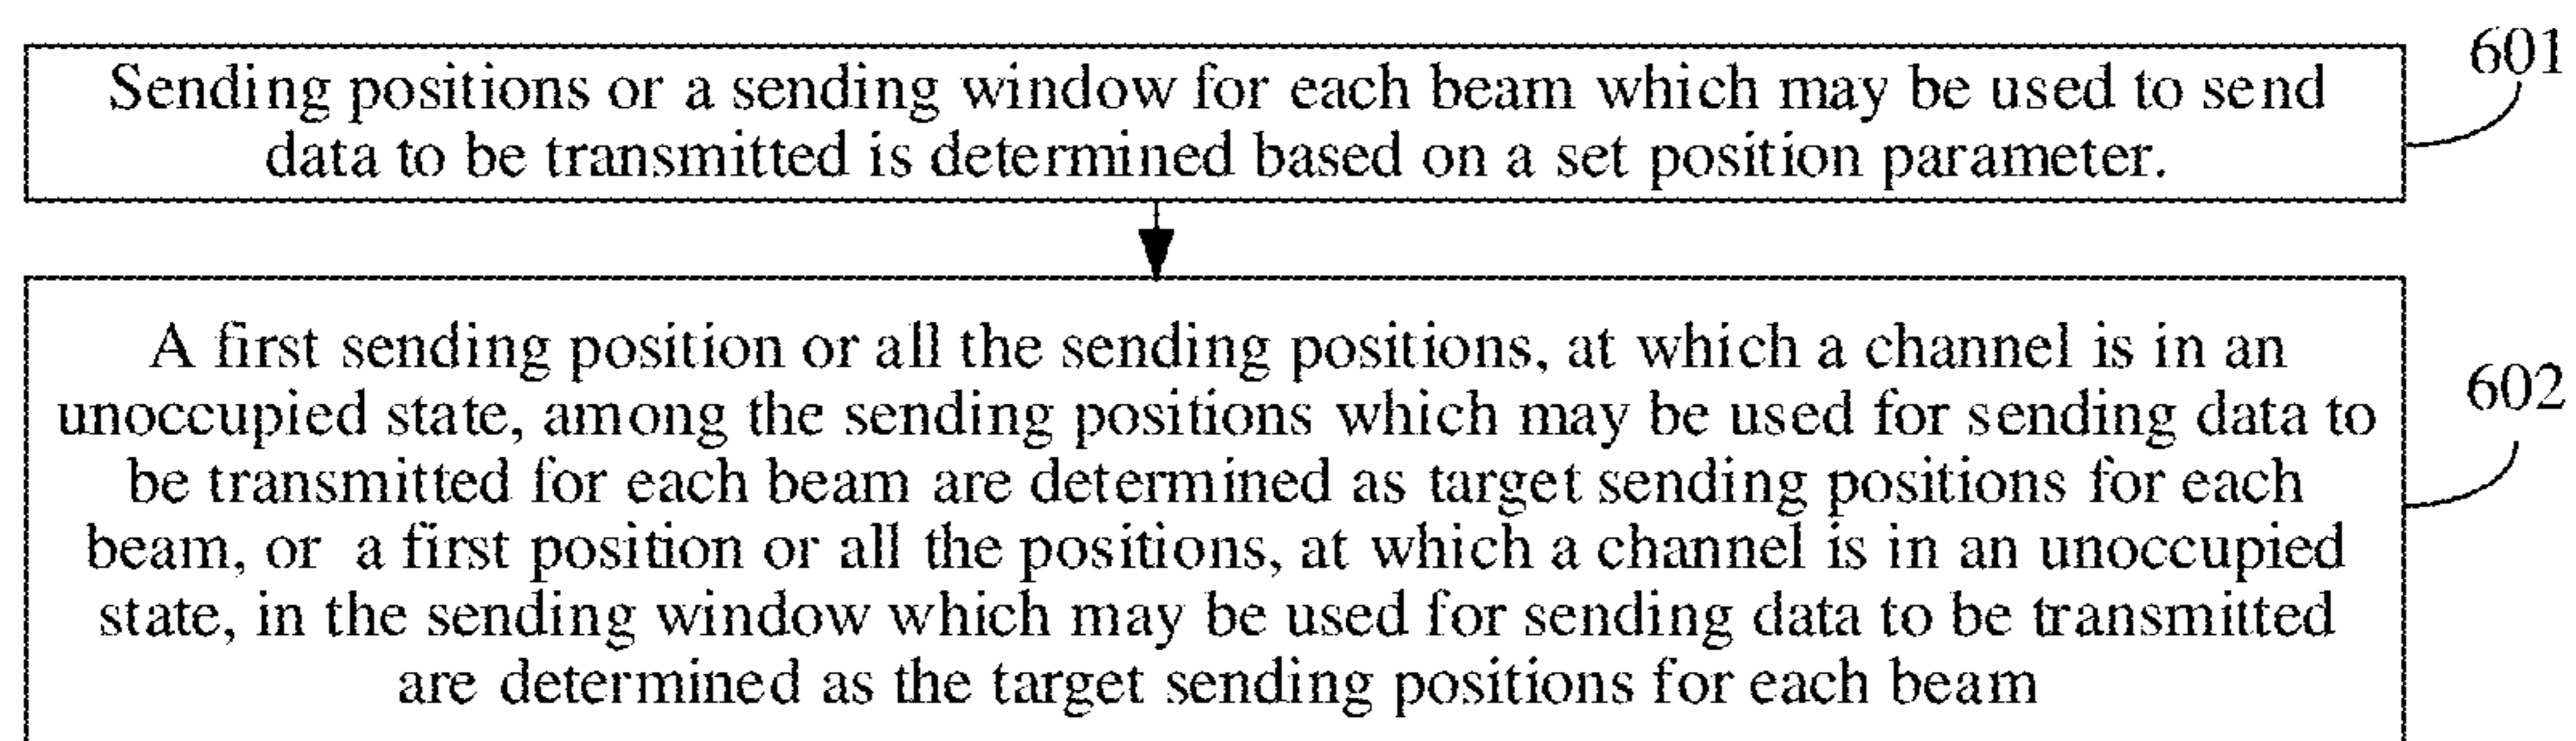 Sending positions or a sending window for each beam which may be used to send
data to be transmitted is determined based on a set position parameter.
601
A first sending position or all the sending positions, at which a channel is in an
unoccupied state, among the sending positions which may be used for sending data to
be transmitted for each beam are determined as target sending positions for each
beam, or a first position or all the positions, at which a channel is in an unoccupied
state, in the sending window which may be used for sending data to be transmitted
are determined as the target sending positions for each beam
602